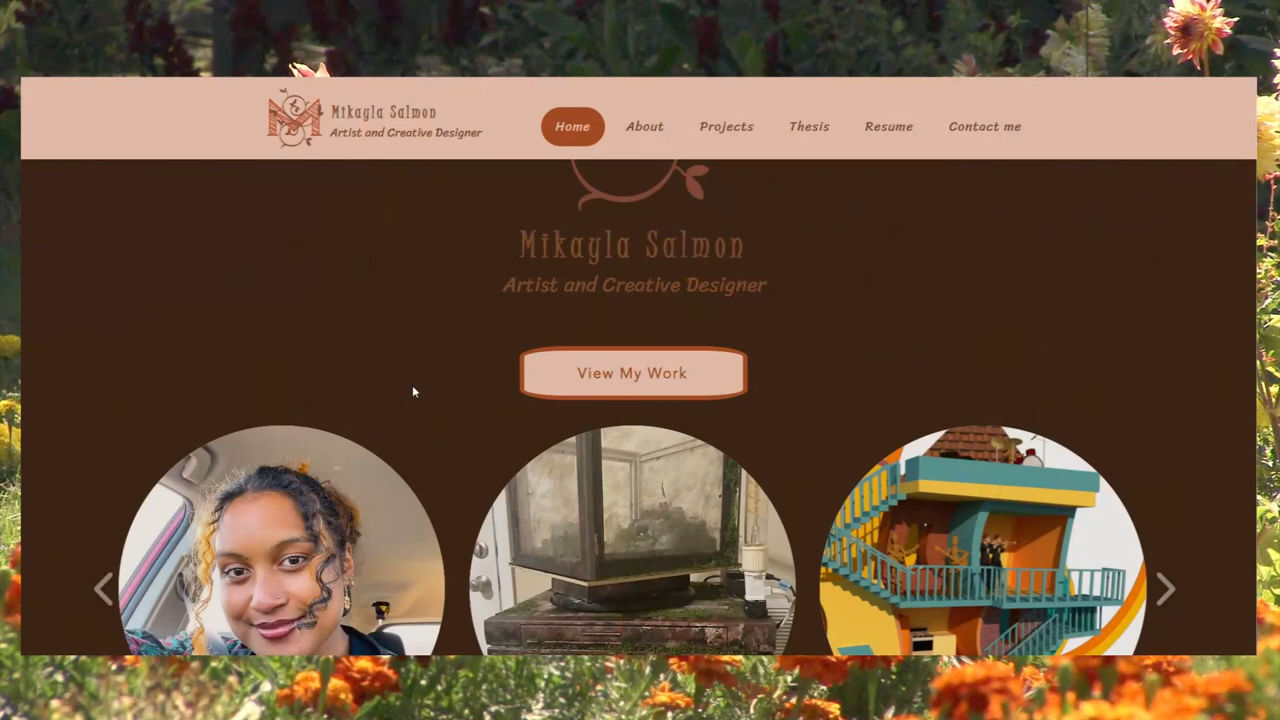 Mikayla Salmon
Artist and Creative Designer
Home About Projects Thesis Resume Contact me
Mikayla Salmon
Artist and Creative Designer
View My Work